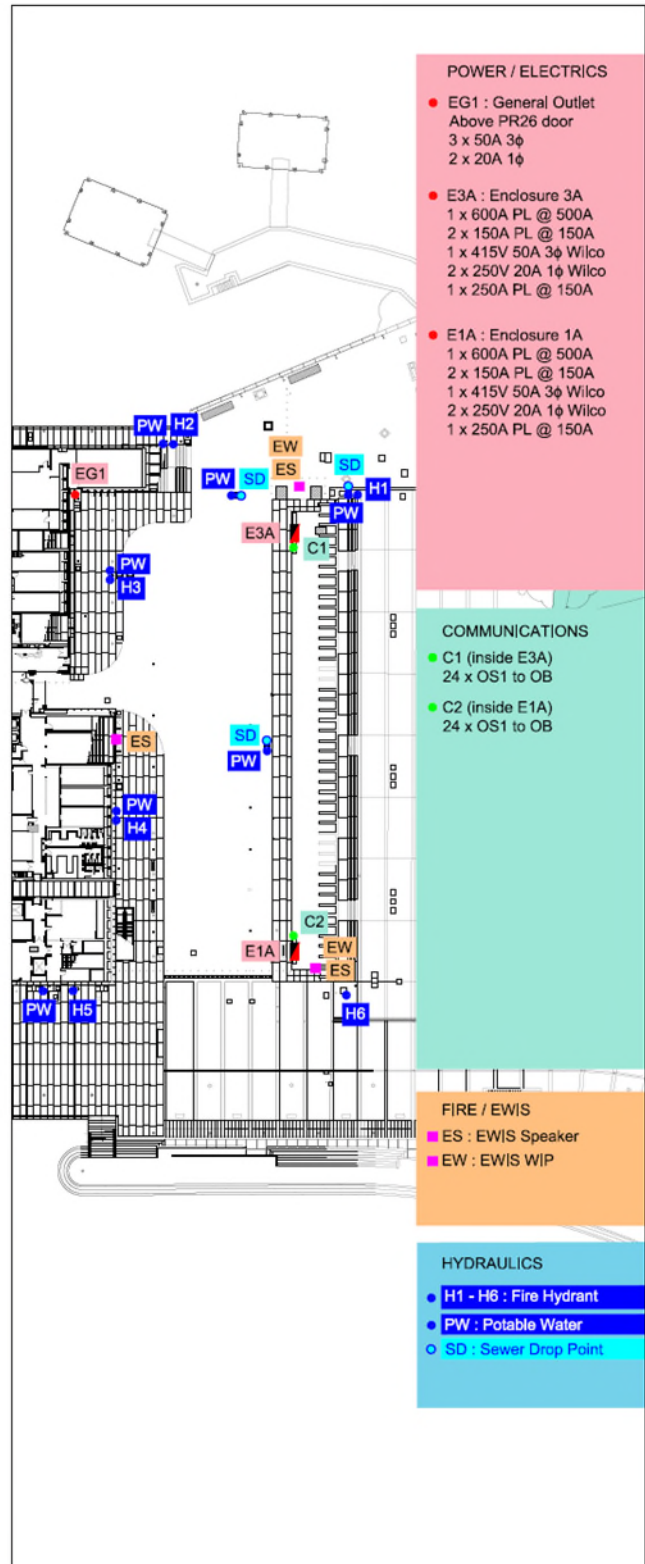 POWER / ELECTRICS
EG1 : General Outlet
Above PR26 door
3 x 50A 3ϕ
2 x 20A 1ϕ
E3A : Enclosure 3A
1 x 600A PL @ 500A
2 x 150A PL @ 150A
1 x 415V 50A 3ϕ Wilco
2 x 250V 20A 1ϕ Wilco
1 x 250A PL @ 150A
E1A : Enclosure 1A
1 x 600A PL @ 500A
2 x 150A PL @ 150A
1 x 415V 50A 3ϕ Wilco
2 x 250V 20A 1ϕ Wilco
1 x 250A PL @ 150A
COMMUNICATIONS
C1 (inside E3A)
24 x OS1 to OB
C2 (inside E1A)
24 x OS1 to OB
FIRE / EWIS
ES : EWIS Speaker
EW : EWIS WIP
HYDRAULICS
H1 - H6 : Fire Hydrant
PW : Potable Water
SD : Sewer Drop Point
PW
H2
EW
ES
SD
EG1
PW
SD
H1
PW
E3A
C1
PW
H3
SD
ES
PW
PW
H4
C2
E1A
EW
ES
PW
H5
H6